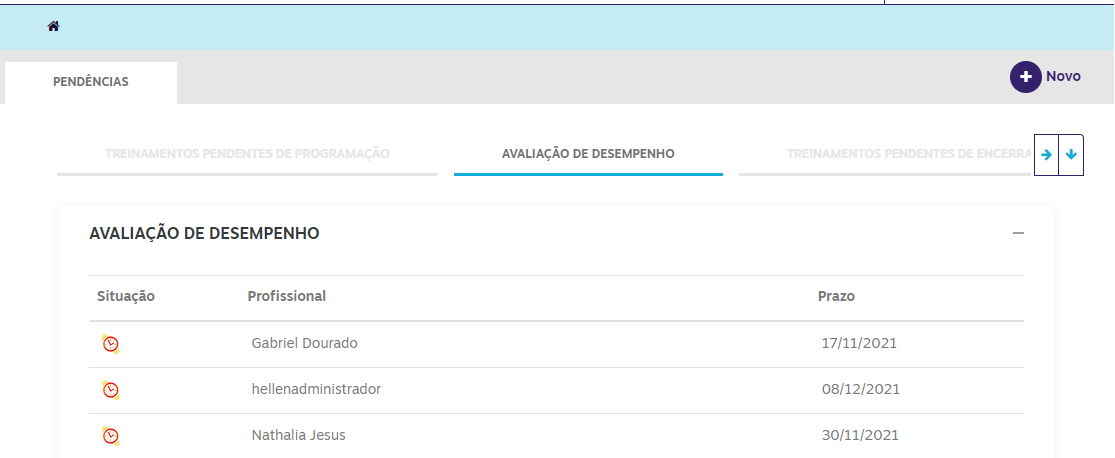 PENDÊNCIAS
Novo
TREINAMENTOS PENDENTES DE PROGRAMAÇÃO AVALIAÇÃO DE DESEMPENHO TREINAMENTOS PENDENTES DE ENCERRA
AVALIAÇÃO DE DESEMPENHO
Situação Profissional Prazo
Gabriel Dourado 17/11/2021
hellenadministrador 08/12/2021
Nathalia Jesus 30/11/2021